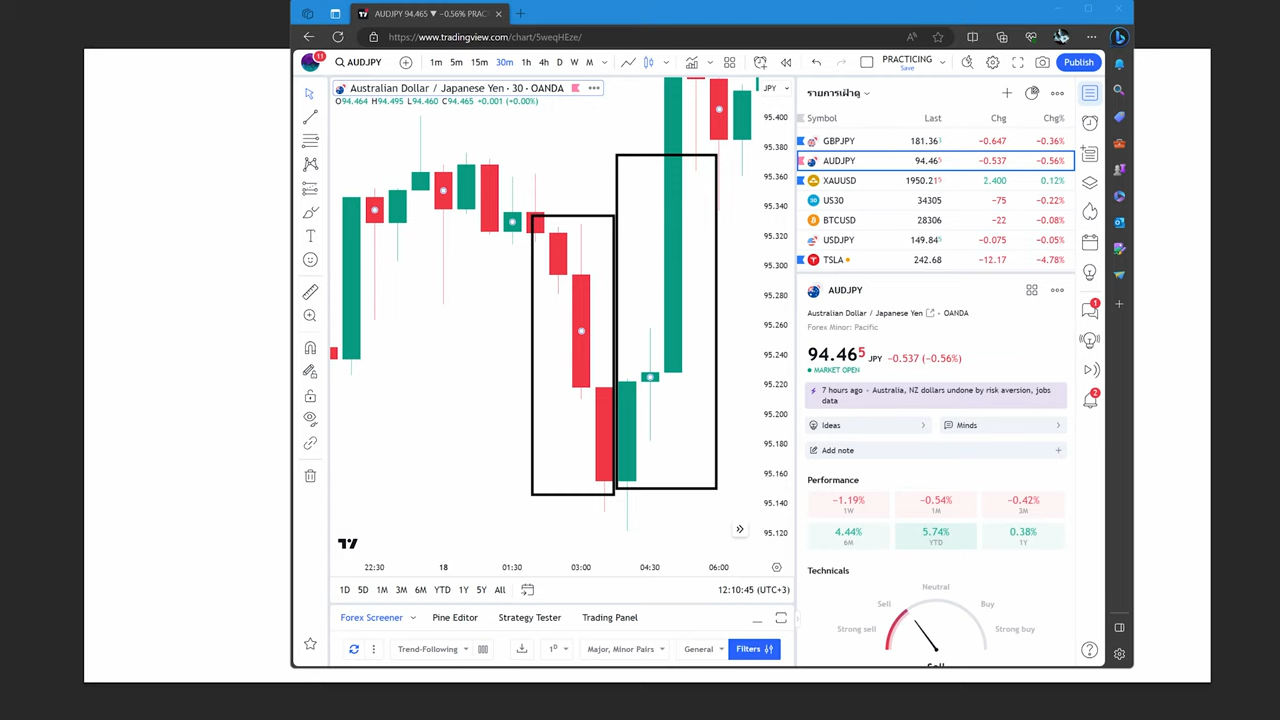 AUDJPY 94.465 ▼ −0.56% PRAC
https://www.tradingview.com/chart/5weqHEze/
11
AUDJPY
1m 5m 15m 30m 1h 4h D W M
PRACTICING
Save
Publish
Australian Dollar / Japanese Yen · 30 · OANDA
O94.464 H94.495 L94.460 C94.465 +0.001 (+0.00%)
JPY
95.400
95.380
95.360
95.340
95.320
95.300
95.280
95.260
95.240
95.220
95.200
95.180
95.160
95.140
95.120
22:30 18 01:30 03:00 04:30 06:00
1D 5D 1M 3M 6M YTD 1Y 5Y All
12:10:45 (UTC+3)
Forex Screener Pine Editor Strategy Tester Trading Panel
Trend-Following 1D Major, Minor Pairs General Filters
รายการเฝ้าดู
Symbol Last Chg Chg%
GBPJPY 181.363 −0.647 −0.36%
AUDJPY 94.465 −0.537 −0.56%
XAUUSD 1950.215 2.400 0.12%
US30 34305 −75 −0.22%
BTCUSD 28306 −22 −0.08%
USDJPY 149.845 −0.075 −0.05%
TSLA 242.68 −12.17 −4.78%
AUDJPY
Australian Dollar / Japanese Yen · OANDA
Forex Minor: Pacific
94.465 JPY −0.537 (−0.56%)
MARKET OPEN
7 hours ago • Australia, NZ dollars undone by risk aversion, jobs
data
Ideas Minds
Add note
Performance
−1.19% −0.54% −0.42%
1W 1M 3M
4.44% 5.74% 0.38%
6M YTD 1Y
Technicals
Neutral
Sell Buy
Strong sell Strong buy
Sell
1
2